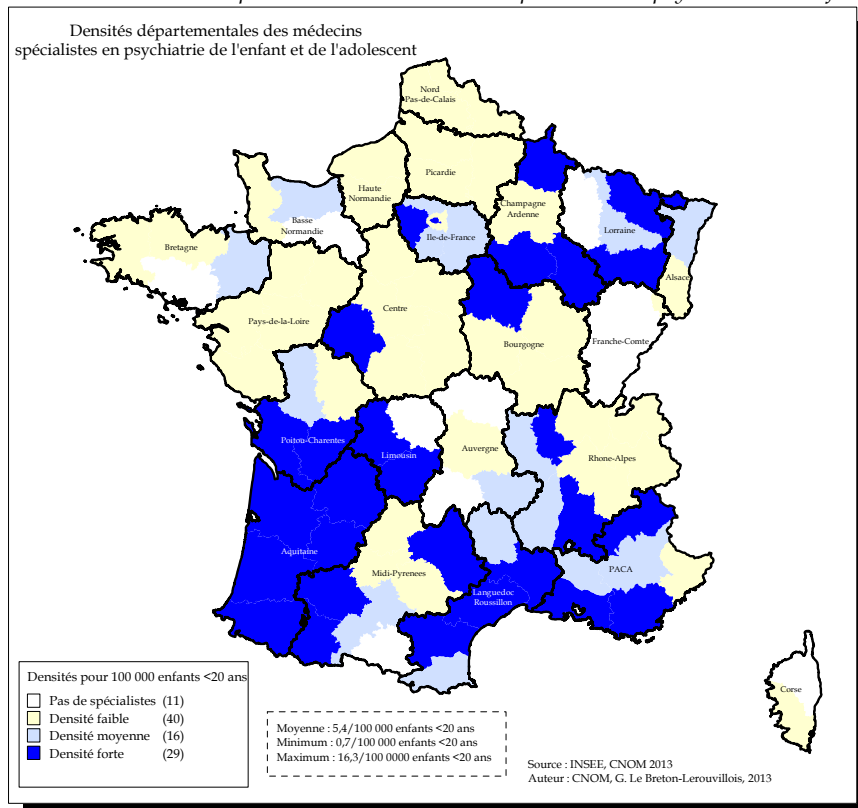 Densités départementales des médecins
spécialistes en psychiatrie de l'enfant et de l'adolescent
Nord
Pas-de-Calais
Picardie
Haute
Normandie
Champagne
Ardenne
Basse
Normandie
Ile-de-France
Lorraine
Bretagne
Alsace
Centre
Pays-de-la-Loire
Bourgogne
Franche-Comte
Poitou-Charentes
Limousin
Auvergne
Rhone-Alpes
Aquitaine
Midi-Pyrenees
PACA
Languedoc
Roussillon
Corse
Densités pour 100 000 enfants <20 ans
Pas de spécialistes (11)
Densité faible (40)
Densité moyenne (16)
Densité forte (29)
Moyenne : 5,4/100 000 enfants <20 ans
Minimum : 0,7/100 000 enfants <20 ans
Maximum : 16,3/100 0000 enfants <20 ans
Source : INSEE, CNOM 2013
Auteur : CNOM, G. Le Breton-Lerouvillois, 2013